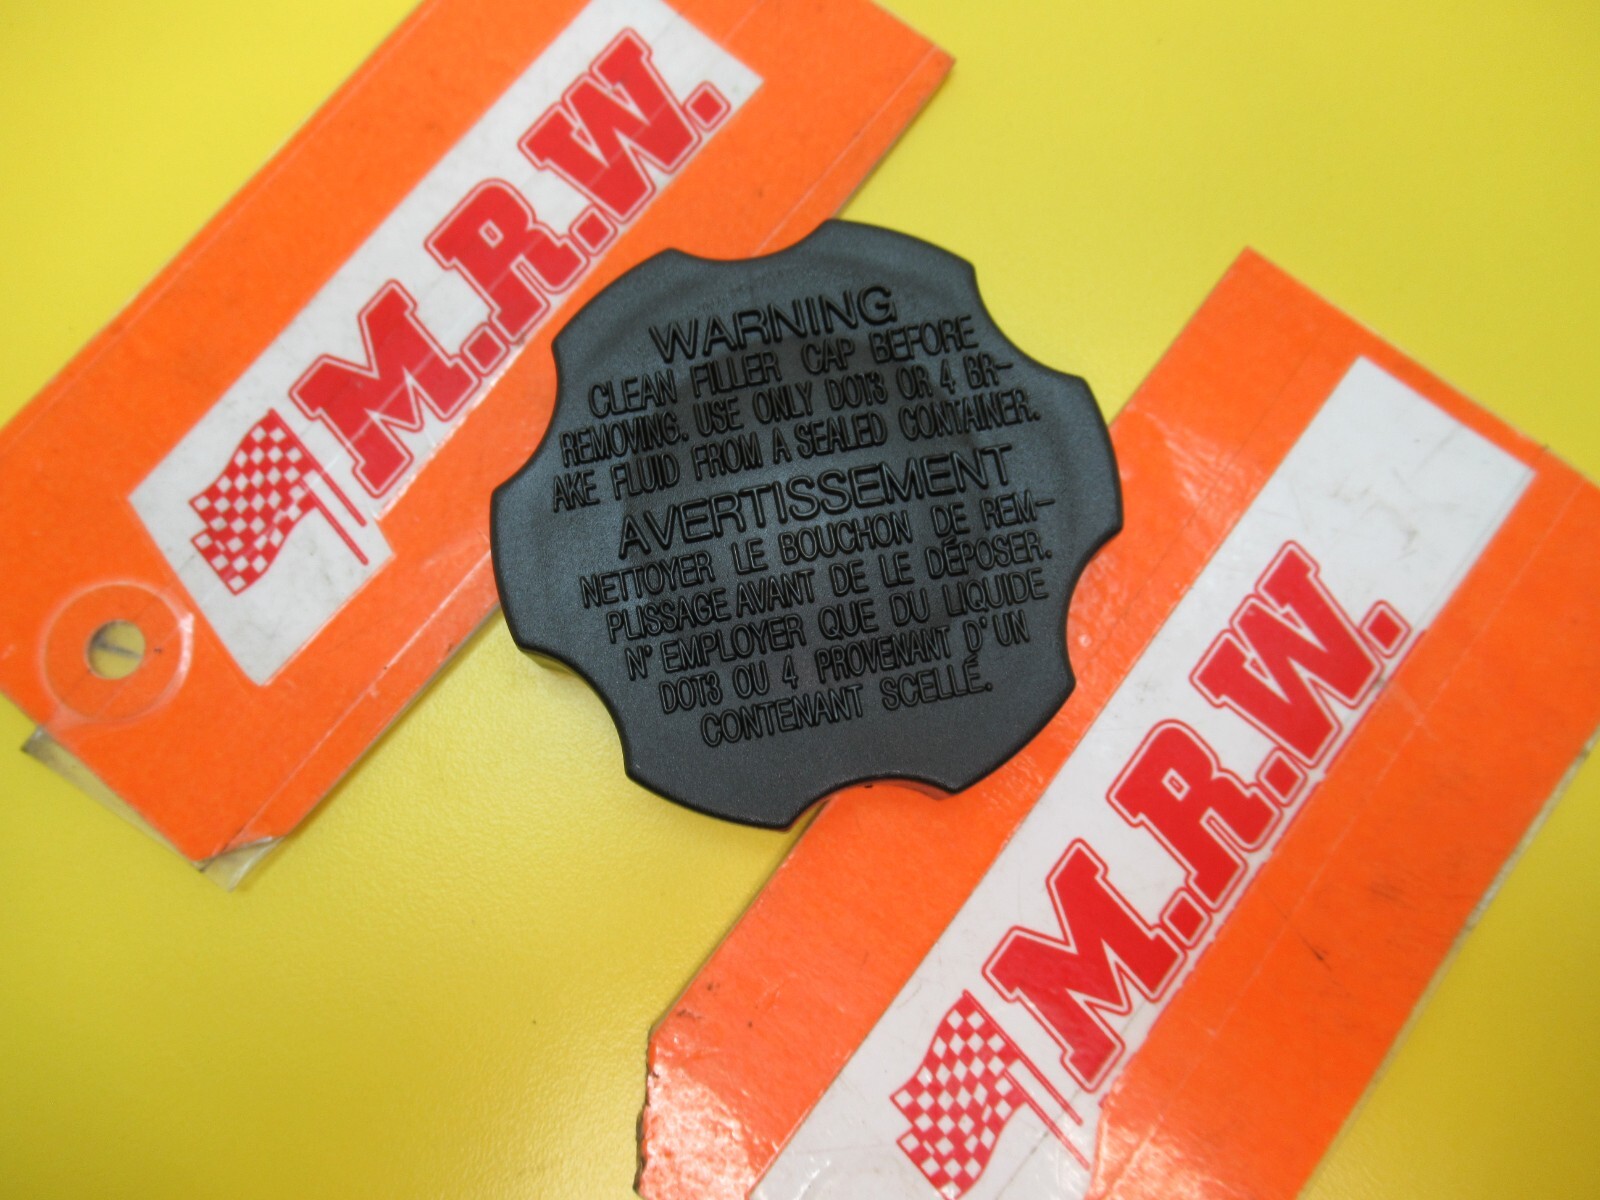 M.R.W.
WARNING
CLEAN FILLER CAP BEFORE
REMOVING. USE ONLY DOT3 OR 4 BR-
AKE FLUID FROM A SEALED CONTAINER.
AVERTISSEMENT
NETTOYER LE BOUCHON DE REM-
PLISSAGE AVANT DE LE DÉPOSER.
N' EMPLOYER QUE DU LIQUIDE
DOT3 OU 4 PROVENANT D' UN
CONTENANT SCELLÉ.
M.R.W.